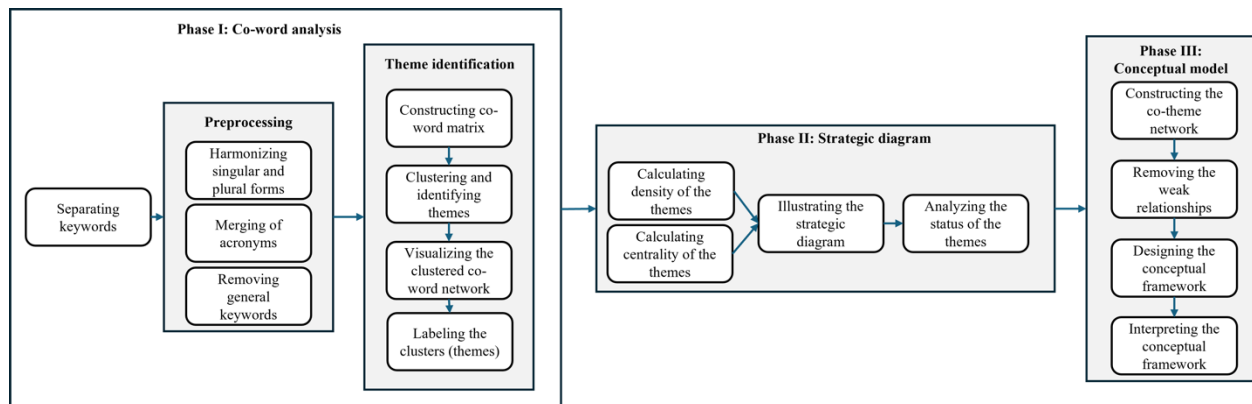 Phase I: Co-word analysis
Separating
keywords
Preprocessing
Harmonizing
singular and
plural forms
Merging of
acronyms
Removing
general
keywords
Theme identification
Constructing co-
word matrix
Clustering and
identifying
themes
Visualizing the
clustered co-
word network
Labeling the
clusters (themes)
Phase II: Strategic diagram
Calculating
density of the
themes
Calculating
centrality of the
themes
Illustrating the
strategic
diagram
Analyzing the
status of the
themes
Phase III:
Conceptual model
Constructing the
co-theme
network
Removing the
weak
relationships
Designing the
conceptual
framework
Interpreting the
conceptual
framework